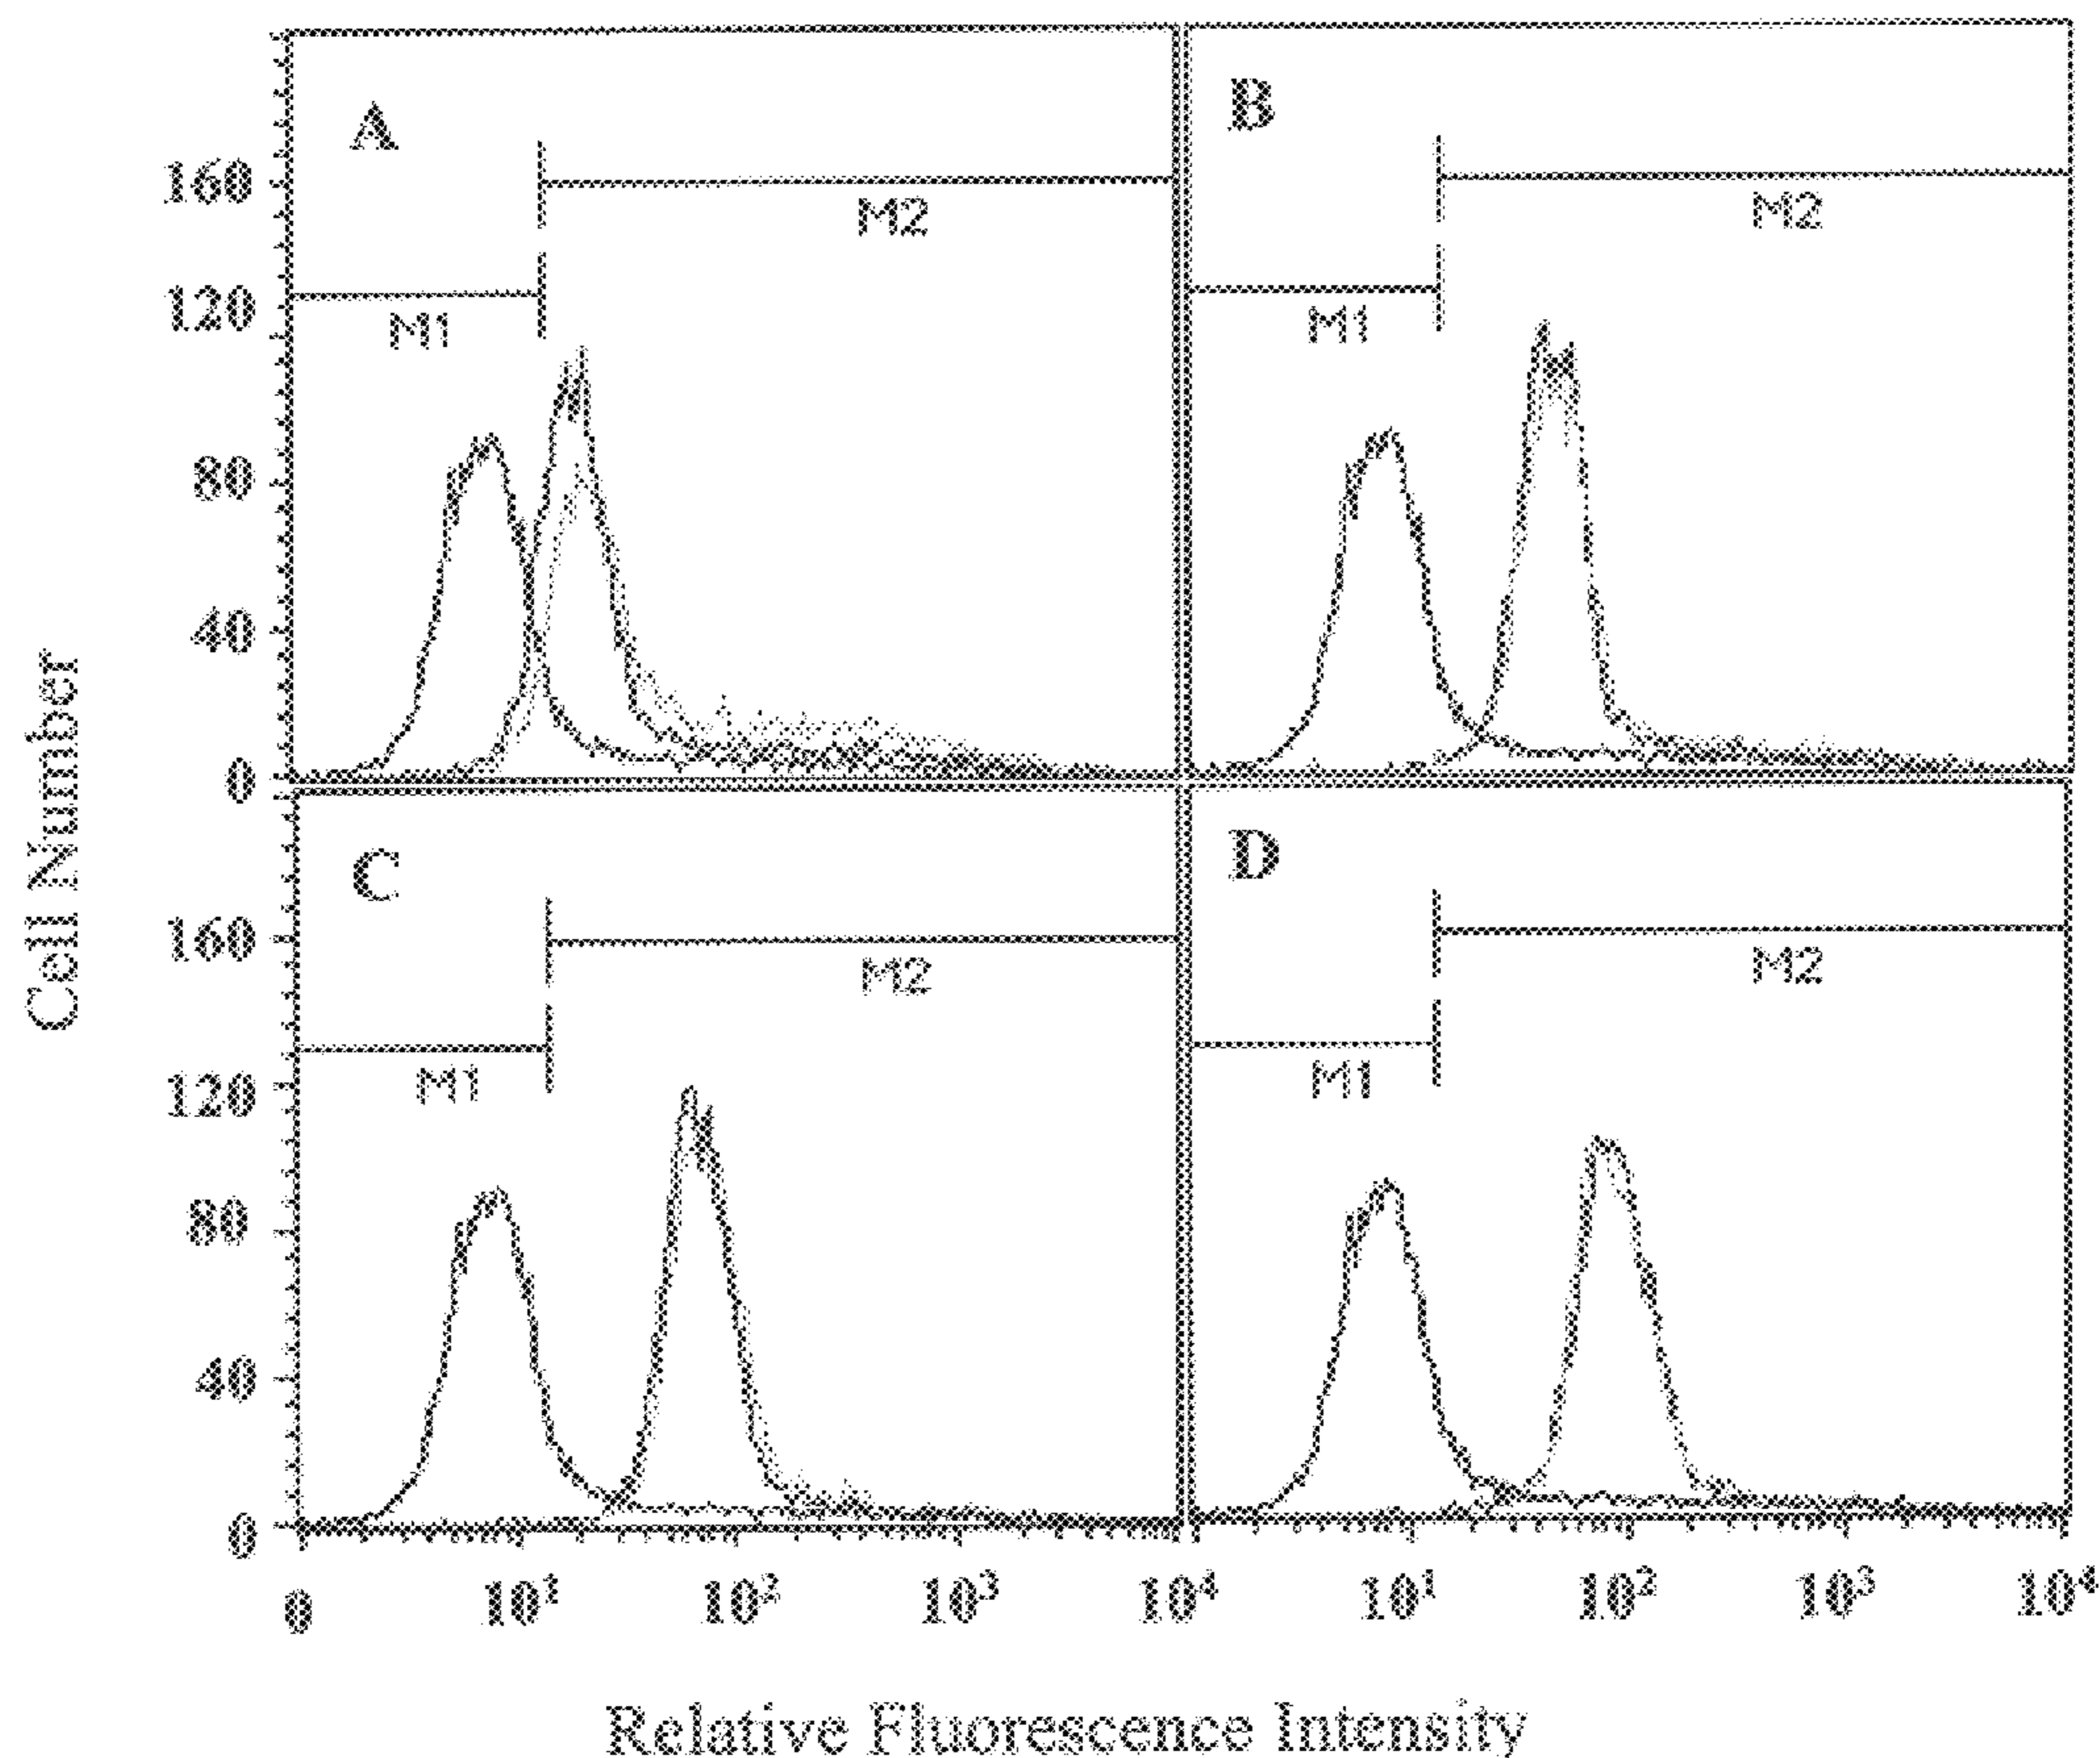 A
B
160
M2
M2
120
M1
M1
80
40
0
Cell Number
C
D
160
M2
M2
120
M1
M1
80
40
0
0 10¹ 10² 10³ 10⁴ 10¹ 10² 10³ 10⁴
Relative Fluorescence Intensity